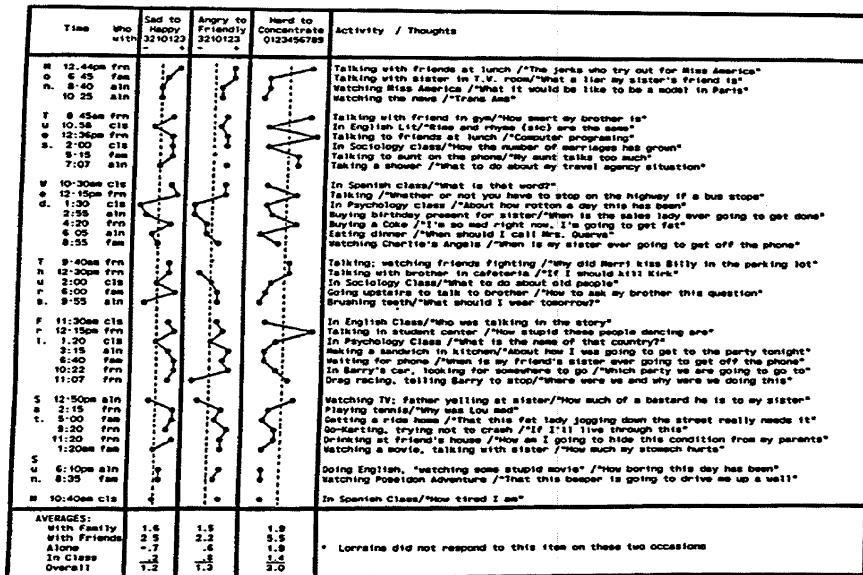 Time Who with Sad to Happy 3210123 - + Angry to Friendly 3210123 - + Hard to Concentrate 0123456789 Activity / Thoughts
M 12.44pm frn Talking with friends at lunch /"The jerks who try out for Miss America"
o 6 45 fam Talking with sister in T.V. room/"What a liar my sister's friend is"
n. 8-40 aln Watching Miss America /"What it would be like to be a model in Paris"
10 25 aln Watching the news /"Trans Ams"
T 8 45am frn Talking with friend in gym/"How smart my brother is"
u 10.58 cls In English Lit/"Rime and rhyme (sic) are the same"
e 12:36pm frn Talking to friends at lunch /"Computer programing"
s. 2:00 cls In Sociology class/"How the number of marriages has grown"
5-15 fam Talking to aunt on the phone/"My aunt talks too much"
7:07 aln Taking a shower /"What to do about my travel agency situation"
W 10-30am cls In Spanish class/"What is that word?"
e 12-15pm frn Talking /"Whether or not you have to stop on the highway if a bus stops"
d. 1:30 cls In Psychology class /"About how rotton a day this has been"
2:55 aln Buying birthday present for sister/"When is the sales lady ever going to get done"
4:20 frn Buying a Coke /"I'm so mad right now, I'm going to get fat"
6 05 aln Eating dinner /"When should I call Mrs.
8:55 fam Watching Charlie's Angels /"When is my sister ever going to get off the phone"
T 9-40am frn Talking; watching friends fighting /"Why did Merri kiss Billy in the parking lot"
h 12-30pm frn Talking with brother in cafeteria /"If I should kill Kirk"
u 2:00 cls In Sociology class/"What to do about old people"
r 6:00 fam Going upstairs to talk to brother /"How to ask my brother this question"
s. 9-55 aln Brushing teeth/"What should I wear tomorrow?"
F 11:30am cls In English Class/"Who was talking in the story"
r 12-15pm frn Talking in student center /"How stupid these people dancing are"
i. 1.20 cls In Psychology Class /"What is the name of that country?"
3:15 aln Making a sandwich in kitchen/"About how I was going to get to the party tonight"
6:40 fam Waiting for phone /"When is my friend's sister ever going to get off the phone"
10:22 frn In Barry's car, looking for somewhere to go /"Which party we are going to go to"
11:07 frn Drag racing, telling Barry to stop/"Where were we and why were we doing this"
S 12-50pm aln Watching TV; father yelling at sister/"How much of a bastard he is to my sister"
a 2:15 frn Playing tennis/"Why was Lou mad"
t. 5-00 fam Getting a ride home /"That this fat lady jogging down the street really needs it"
9:20 frn Go-Karting, trying not to crash /"If I'll live through this"
11:20 frn Drinking at friend's house /"How am I going to hide this condition from my parents"
1:20am fam Watching a movie, talking with sister /"How much my stomach hurts"
S
u 6:10pm aln Doing English, "watching some stupid movie" /"How boring this day has been"
n. 8:35 fam Watching Poseidon Adventure /"That this beeper is going to drive me up a wall"
M 10:40am cls In Spanish Class/"How tired I am"
AVERAGES:
With Family 1.6 1.5 1.9
With Friends 2 5 2.2 5.5
Alone -.7 .6 1.9 * Lorraine did not respond to this item on these two occasions
In Class 1.4
Overall 1.2 1.3 3.0